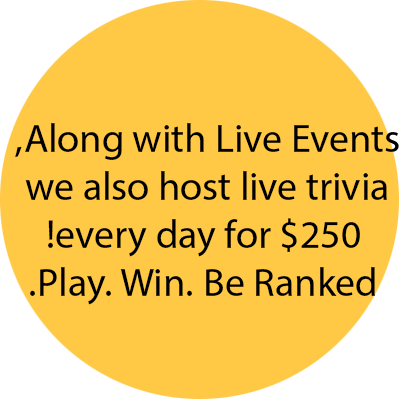 ,Along with Live Events
we also host live trivia
!every day for $250
.Play. Win. Be Ranked